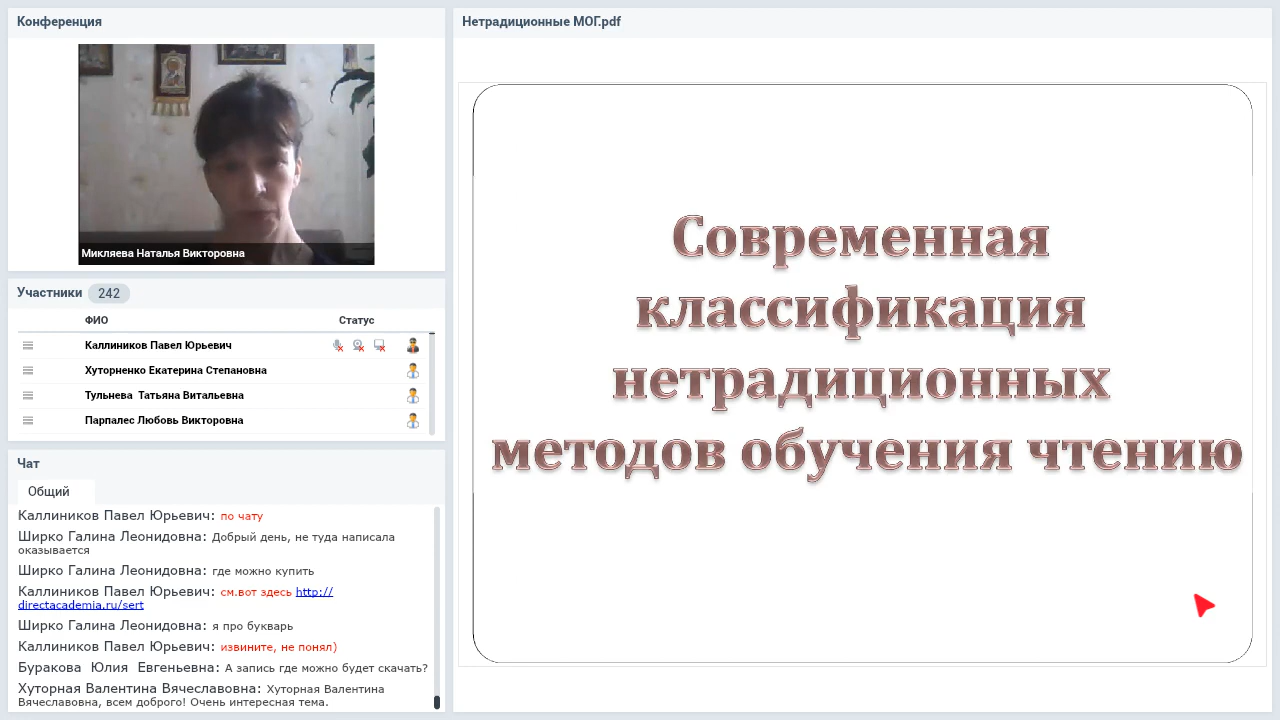 Конференция
Микляева Наталья Викторовна
Участники 242
ФИО Статус
Каллиников Павел Юрьевич
Хуторненко Екатерина Степановна
Тульнева Татьяна Витальевна
Парпалес Любовь Викторовна
Чат
Общий
Каллиников Павел Юрьевич: по чату
Ширко Галина Леонидовна: Добрый день, не туда написала
оказывается
Ширко Галина Леонидовна: где можно купить
Каллиников Павел Юрьевич: см.вот здесь http://
directacademia.ru/sert
Ширко Галина Леонидовна: я про букварь
Каллиников Павел Юрьевич: извините, не понял)
Буракова Юлия Евгеньевна: А запись где можно будет скачать?
Хуторная Валентина Вячеславовна: Хуторная Валентина
Вячеславовна, всем доброго! Очень интересная тема.
Нетрадиционные МОГ.pdf
Современная
классификация
нетрадиционных
методов обучения чтению